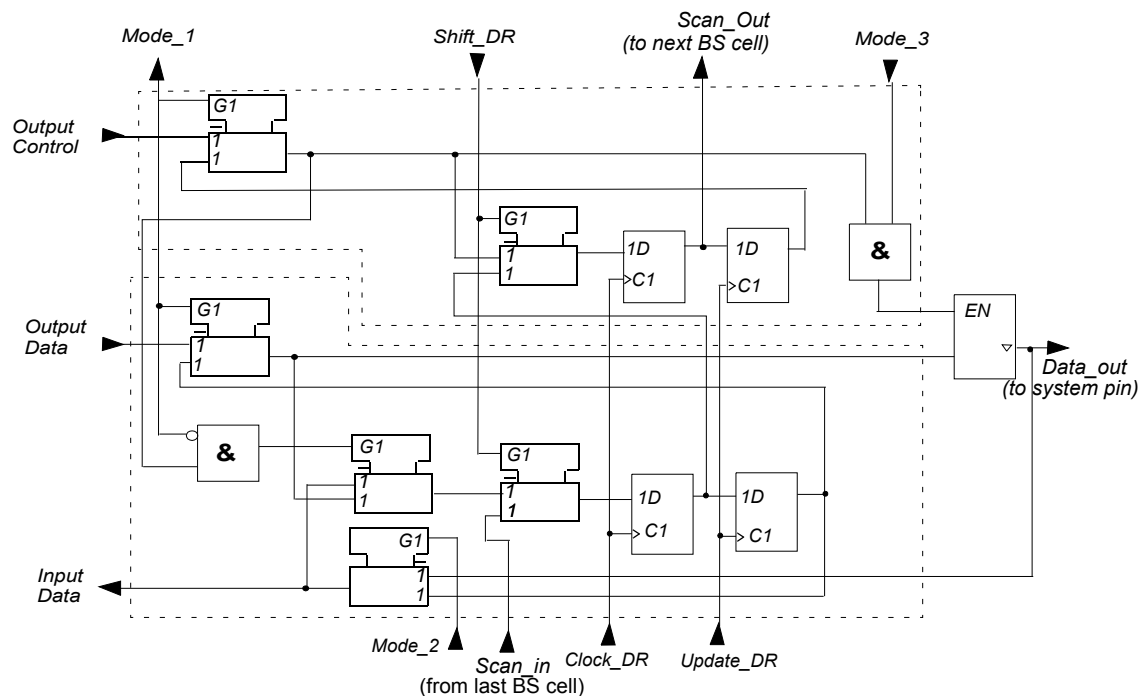 Scan_Out
(to next BS cell)
Mode_1
Shift_DR
Mode_3
G1
Output
Control
1
1
G1
1
1D
C1
1D
C1
&
Output
Data
G1
1
1
EN
Data_out
(to system pin)
&
G1
1
1
G1
1
1
1D
C1
1D
C1
G1
1
1
Input
Data
Mode_2
Scan_in
(from last BS cell)
Clock_DR
Update_DR